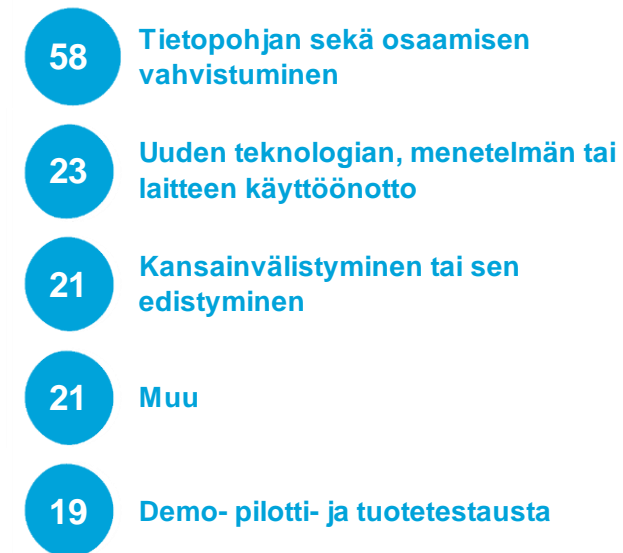 58
Tietopohjan sekä osaamisen
vahvistuminen
23
Uuden teknologian, menetelmän tai
laitteen käyttöönotto
21
Kansainvälistyminen tai sen
edistyminen
21
Muu
19
Demo- pilotti- ja tuotetestausta